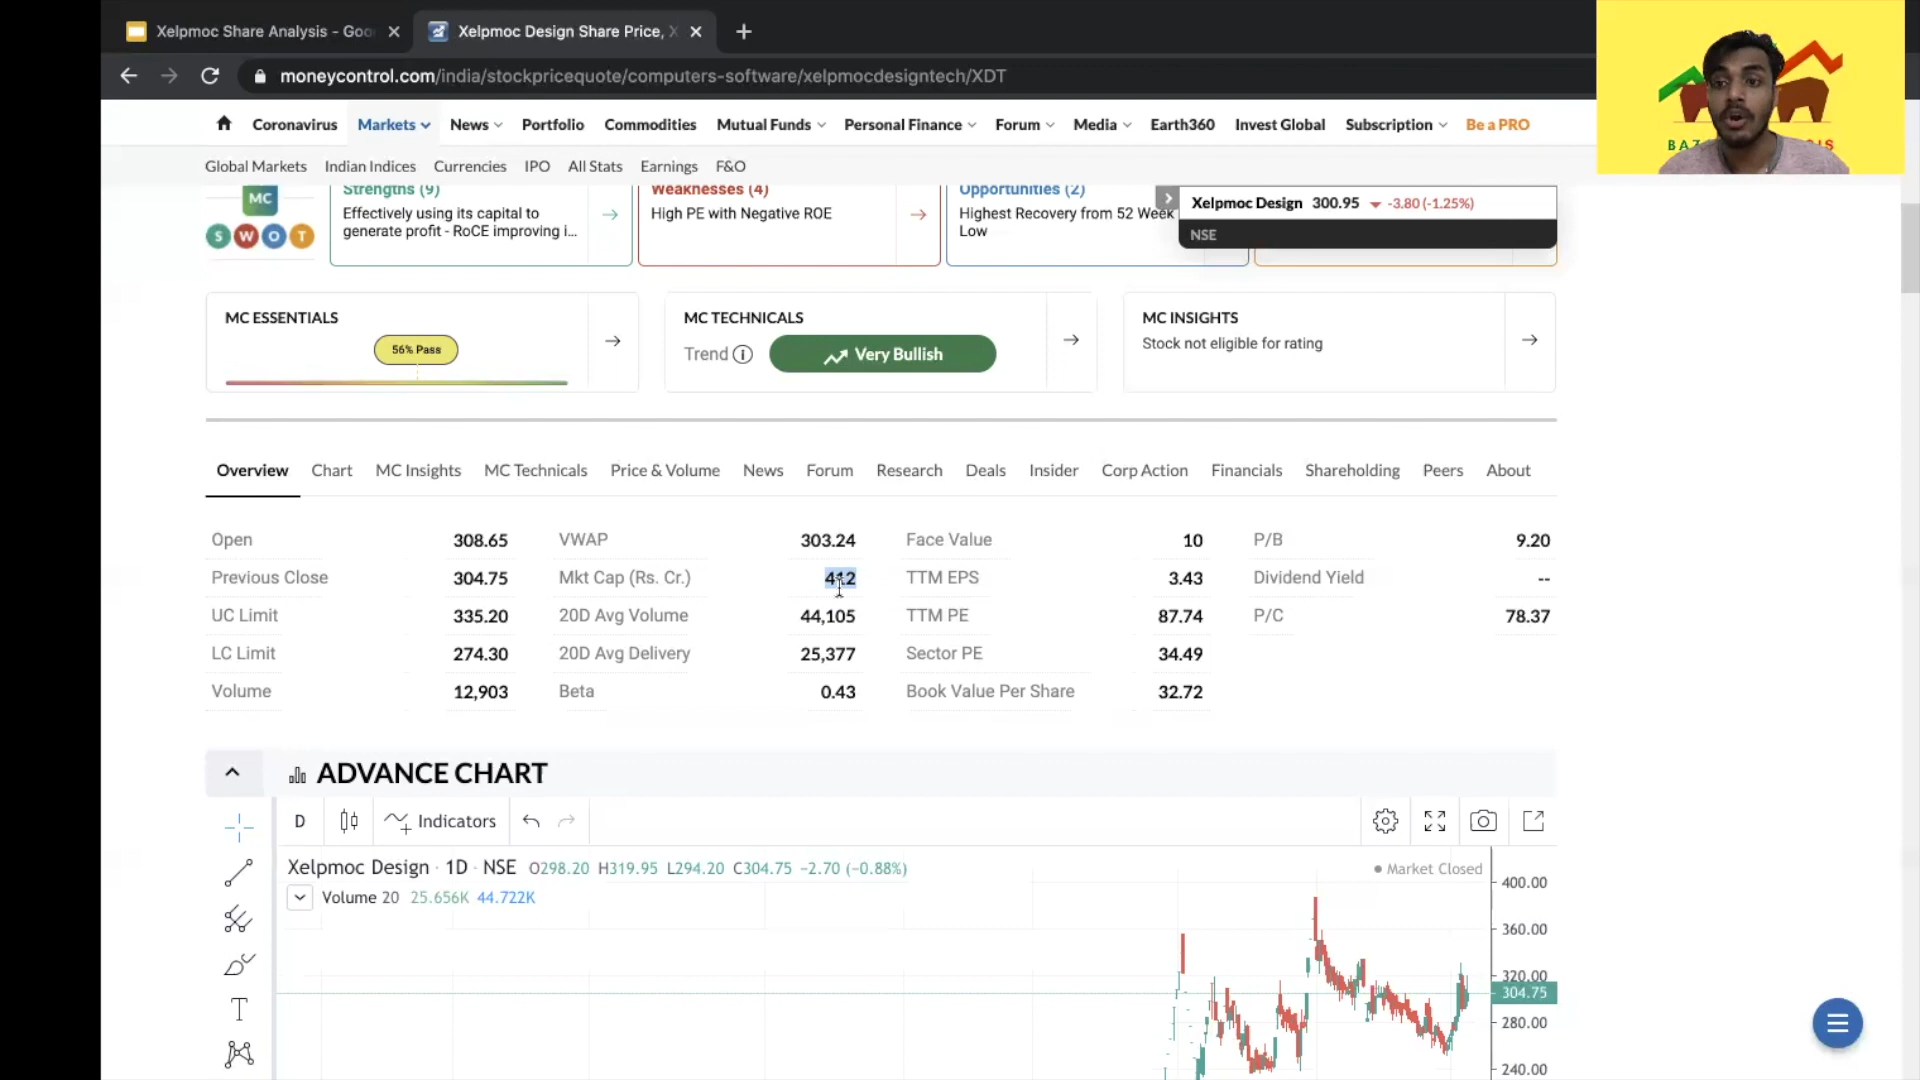 Xelpmoc Share Analysis - Goo
Xelpmoc Design Share Price, X
moneycontrol.com/india/stockpricequote/computers-software/xelpmocdesigntech/XDT
Coronavirus Markets News Portfolio Commodities Mutual Funds Personal Finance Forum Media Earth360 Invest Global Subscription Be a PRO
BAZ
IS
Global Markets Indian Indices Currencies IPO All Stats Earnings F&O
MC
S W O T
Strengths (9)
Effectively using its capital to
generate profit - RoCE improving i...
Weaknesses (4)
High PE with Negative ROE
Opportunities (2)
Highest Recovery from 52 Week
Low
Xelpmoc Design 300.95 -3.80 (-1.25%)
NSE
MC ESSENTIALS
56% Pass
MC TECHNICALS
Trend i Very Bullish
MC INSIGHTS
Stock not eligible for rating
Overview Chart MC Insights MC Technicals Price & Volume News Forum Research Deals Insider Corp Action Financials Shareholding Peers About
Open 308.65 VWAP 303.24 Face Value 10 P/B 9.20
Previous Close 304.75 Mkt Cap (Rs. Cr.) 412 TTM EPS 3.43 Dividend Yield --
UC Limit 335.20 20D Avg Volume 44,105 TTM PE 87.74 P/C 78.37
LC Limit 274.30 20D Avg Delivery 25,377 Sector PE 34.49
Volume 12,903 Beta 0.43 Book Value Per Share 32.72
ADVANCE CHART
D Indicators
Xelpmoc Design · 1D · NSE O298.20 H319.95 L294.20 C304.75 −2.70 (−0.88%)
Market Closed
Volume 20 25.656K 44.722K
T
400.00
360.00
320.00
304.75
280.00
240.00